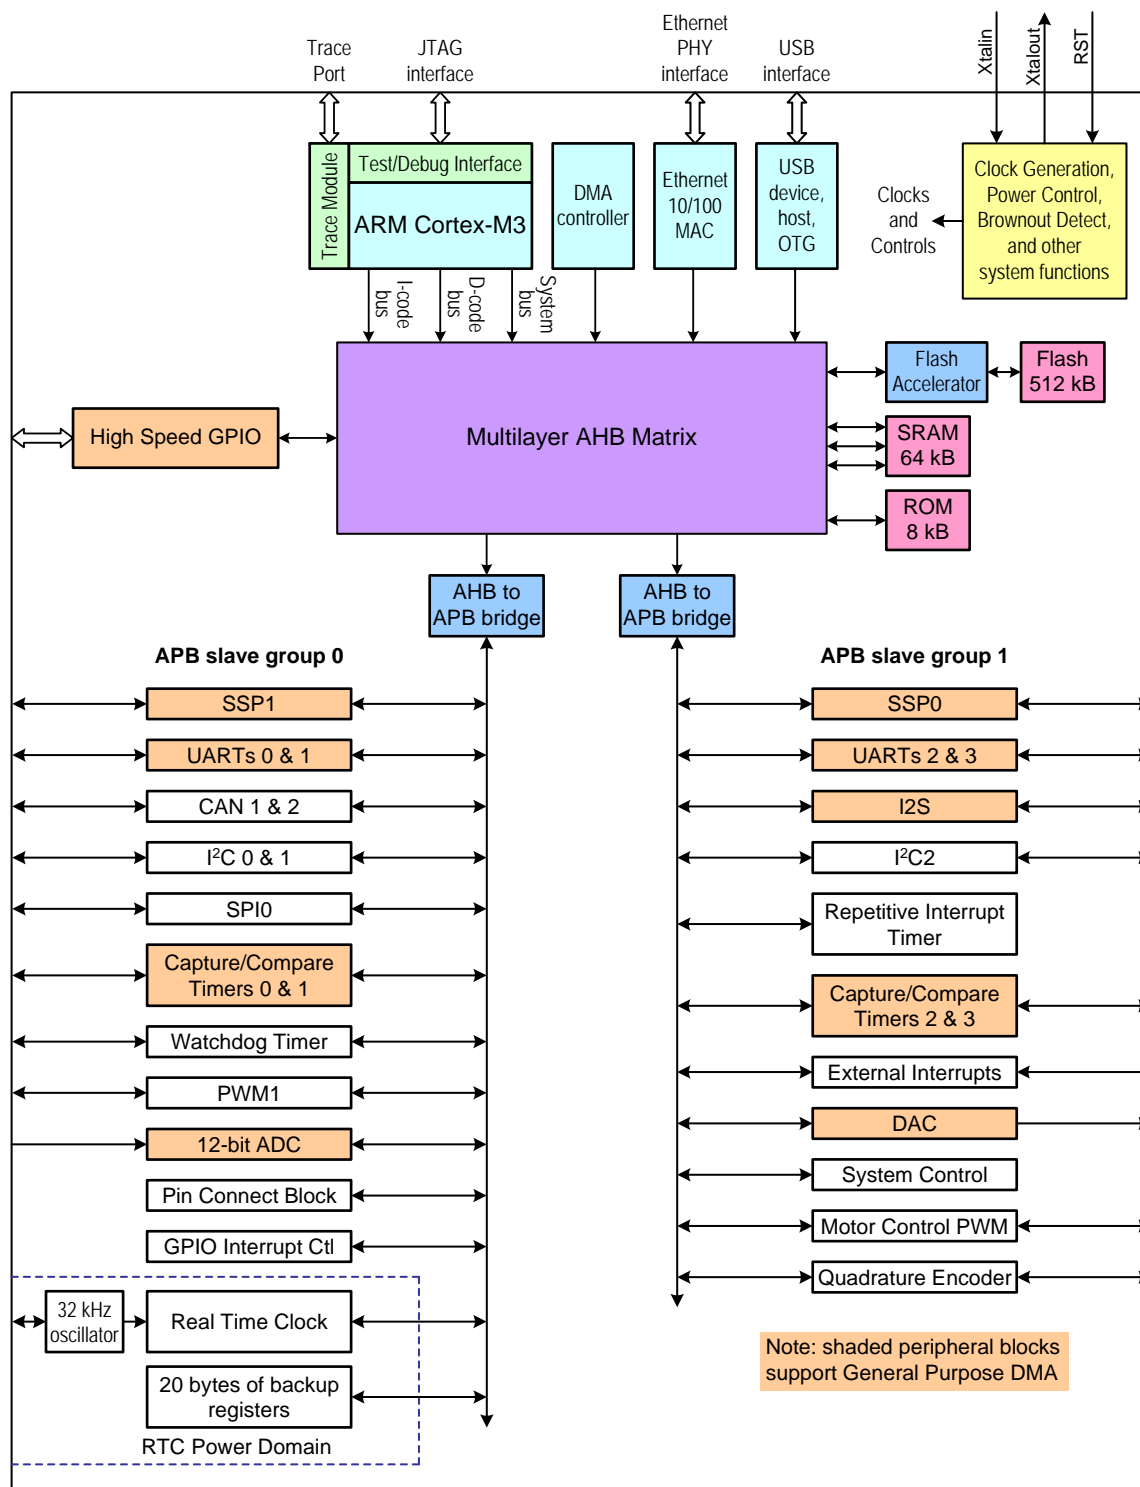 Trace
Port
JTAG
interface
Ethernet
PHY
interface
USB
interface
Xtalin
Xtalout
RST
Trace Module
Test/Debug Interface
ARM Cortex-M3
DMA
controller
Ethernet
10/100
MAC
USB
device,
host,
OTG
Clocks
and
Controls
Clock Generation,
Power Control,
Brownout Detect,
and other
system functions
I-code
bus
D-code
bus
System
bus
Multilayer AHB Matrix
High Speed GPIO
Flash
Accelerator
Flash
512 kB
SRAM
64 kB
ROM
8 kB
AHB to
APB bridge
AHB to
APB bridge
APB slave group 0
SSP1
UARTs 0 & 1
CAN 1 & 2
I²C 0 & 1
SPI0
Capture/Compare
Timers 0 & 1
Watchdog Timer
PWM1
12-bit ADC
Pin Connect Block
GPIO Interrupt Ctl
32 kHz
oscillator
Real Time Clock
20 bytes of backup
registers
RTC Power Domain
APB slave group 1
SSP0
UARTs 2 & 3
I2S
I²C2
Repetitive Interrupt
Timer
Capture/Compare
Timers 2 & 3
External Interrupts
DAC
System Control
Motor Control PWM
Quadrature Encoder
Note: shaded peripheral blocks
support General Purpose DMA